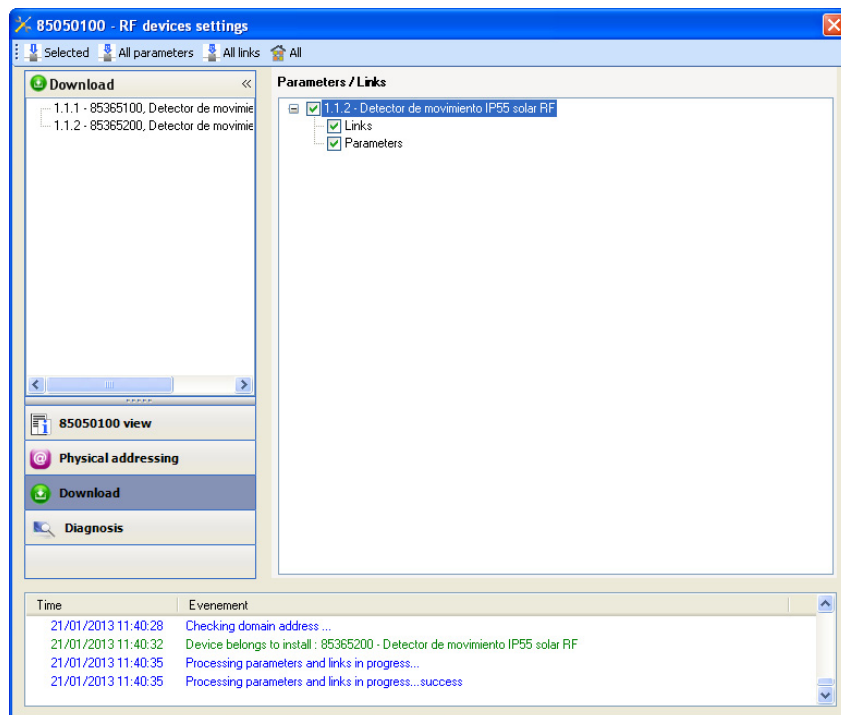 85050100 - RF devices settings
Selected All parameters All links All
Download
1.1.1 - 85365100, Detector de movimie
1.1.2 - 85365200, Detector de movimie
85050100 view
Physical addressing
Download
Diagnosis
Parameters / Links
1.1.2 - Detector de movimiento IP55 solar RF
Links
Parameters
Time Evenement
21/01/2013 11:40:28 Checking domain address ...
21/01/2013 11:40:32 Device belongs to install : 85365200 - Detector de movimiento IP55 solar RF
21/01/2013 11:40:35 Processing parameters and links in progress...
21/01/2013 11:40:35 Processing parameters and links in progress...success